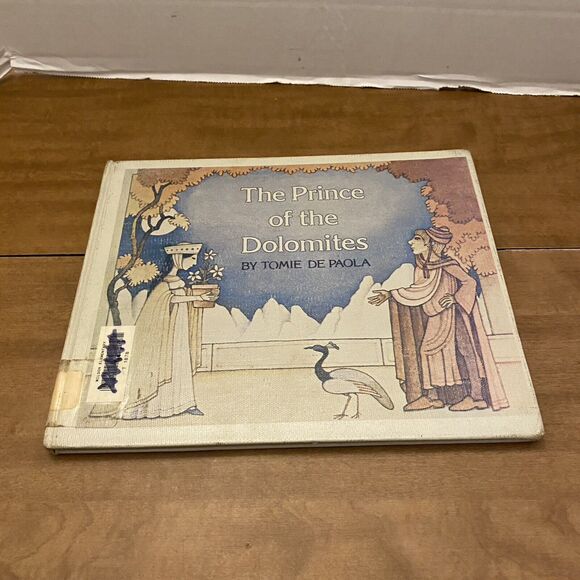 The Prince
of the
Dolomites
BY TOMIE DE PAOLA